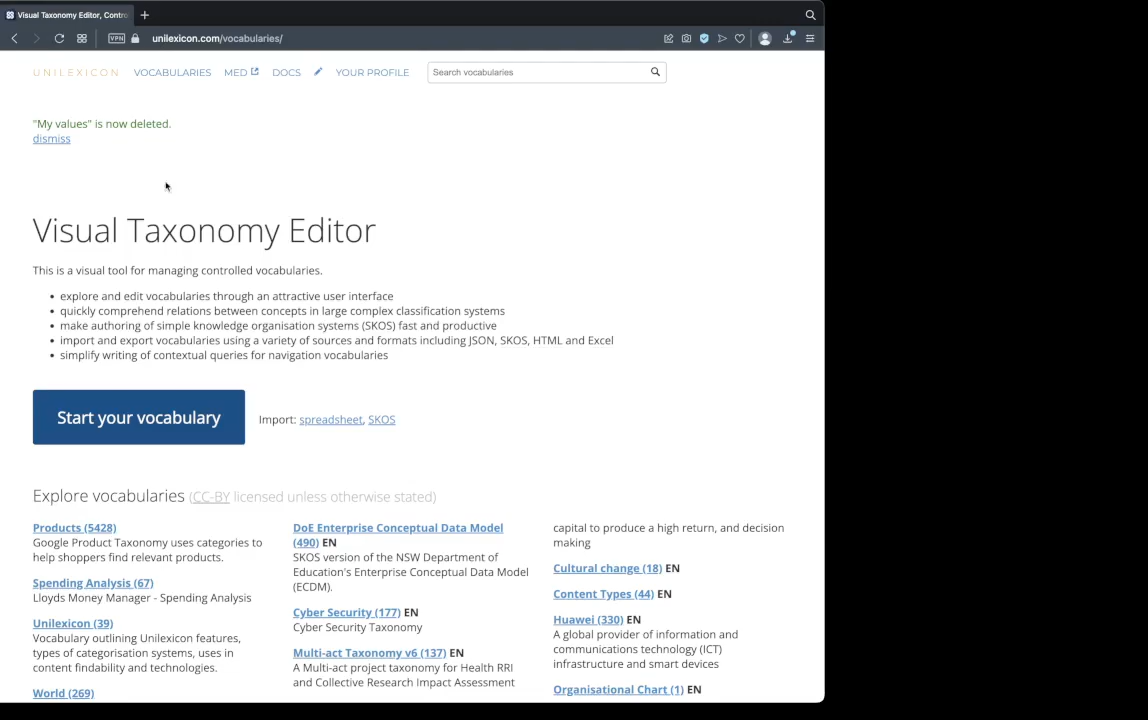 Visual Taxonomy Editor, Contro
VPN
unilexicon.com/vocabularies/
UNILEXICON
VOCABULARIES
MED
DOCS
YOUR PROFILE
Search vocabularies
"My values" is now deleted.
dismiss
Visual Taxonomy Editor
This is a visual tool for managing controlled vocabularies.
• explore and edit vocabularies through an attractive user interface
• quickly comprehend relations between concepts in large complex classification systems
• make authoring of simple knowledge organisation systems (SKOS) fast and productive
• import and export vocabularies using a variety of sources and formats including JSON, SKOS, HTML and Excel
• simplify writing of contextual queries for navigation vocabularies
Start your vocabulary
Import: spreadsheet, SKOS
Explore vocabularies (CC-BY licensed unless otherwise stated)
Products (5428)
Google Product Taxonomy uses categories to
help shoppers find relevant products.
Spending Analysis (67)
Lloyds Money Manager - Spending Analysis
Unilexicon (39)
Vocabulary outlining Unilexicon features,
types of categorisation systems, uses in
content findability and technologies.
World (269)
DoE Enterprise Conceptual Data Model
(490) EN
SKOS version of the NSW Department of
Education's Enterprise Conceptual Data Model
(ECDM).
Cyber Security (177) EN
Cyber Security Taxonomy
Multi-act Taxonomy v6 (137) EN
A Multi-act project taxonomy for Health RRI
and Collective Research Impact Assessment
capital to produce a high return, and decision
making
Cultural change (18) EN
Content Types (44) EN
Huawei (330) EN
A global provider of information and
communications technology (ICT)
infrastructure and smart devices
Organisational Chart (1) EN